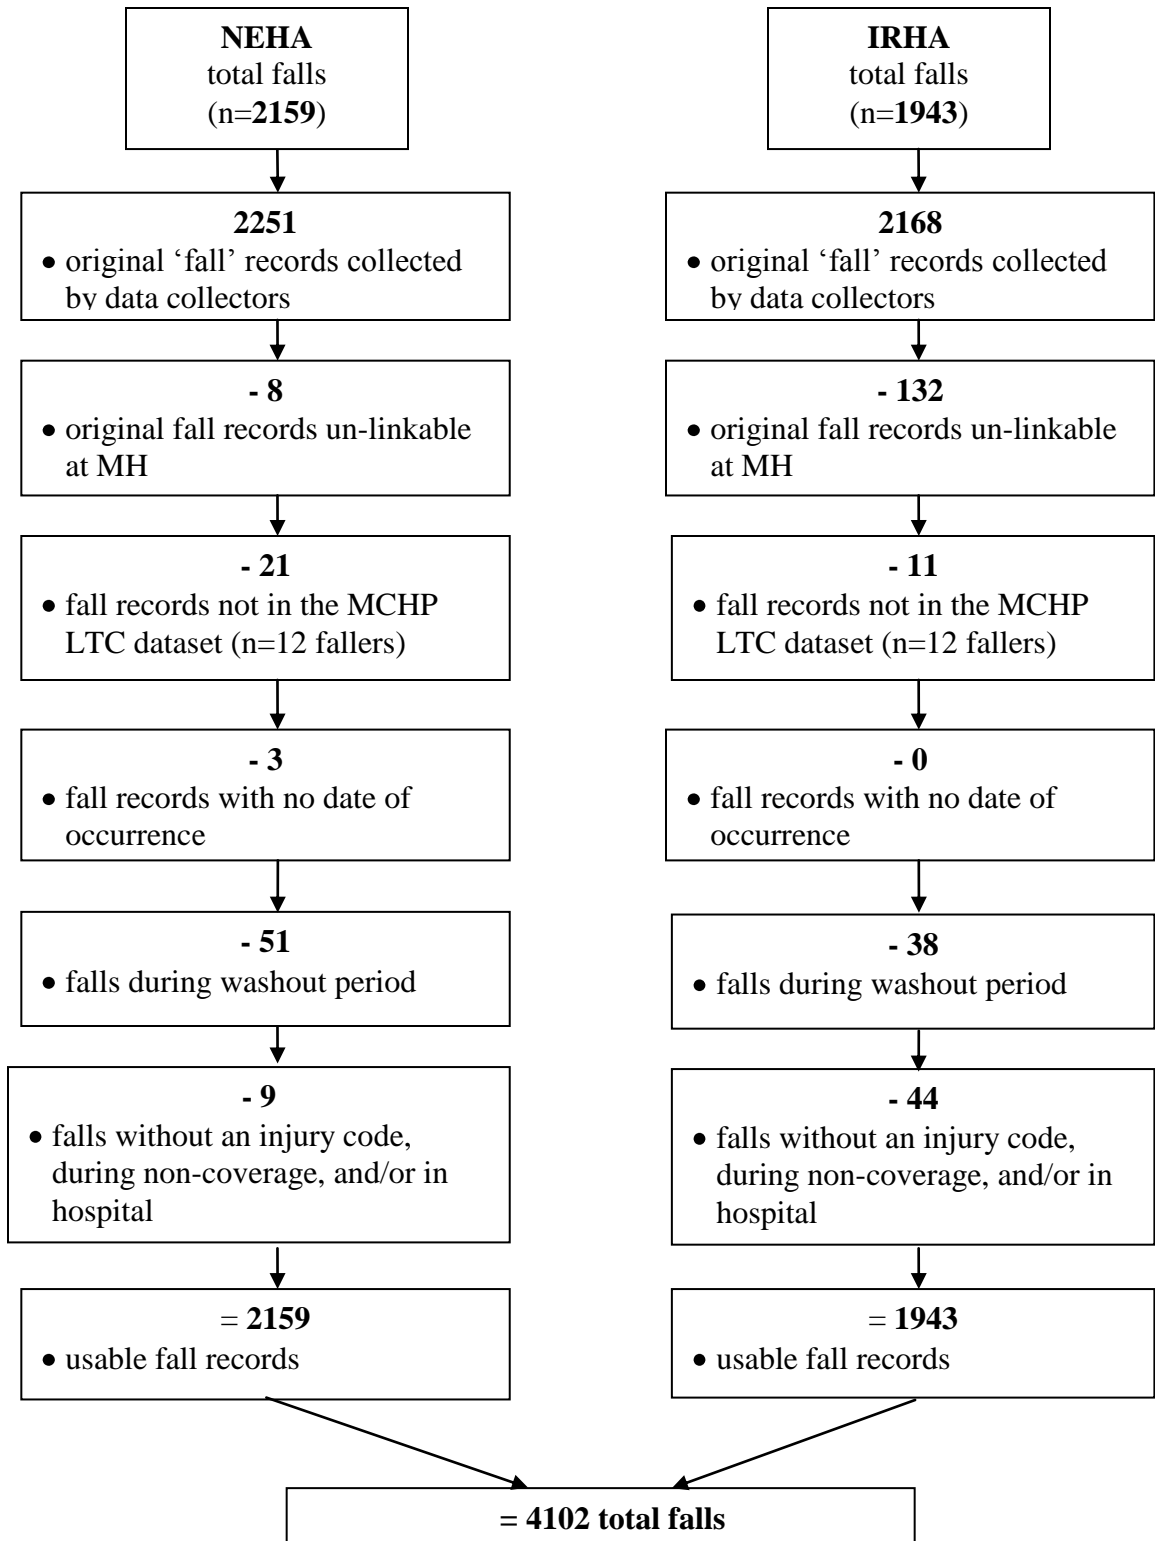 NEHA
total falls
(n=2159)
2251
• original ‘fall’ records collected
by data collectors
- 8
• original fall records un-linkable
at MH
- 21
• fall records not in the MCHP
LTC dataset (n=12 fallers)
- 3
• fall records with no date of
occurrence
- 51
• falls during washout period
- 9
• falls without an injury code,
during non-coverage, and/or in
hospital
= 2159
• usable fall records
IRHA
total falls
(n=1943)
2168
• original ‘fall’ records collected
by data collectors
- 132
• original fall records un-linkable
at MH
- 11
• fall records not in the MCHP
LTC dataset (n=12 fallers)
- 0
• fall records with no date of
occurrence
- 38
• falls during washout period
- 44
• falls without an injury code,
during non-coverage, and/or in
hospital
= 1943
• usable fall records
= 4102 total falls